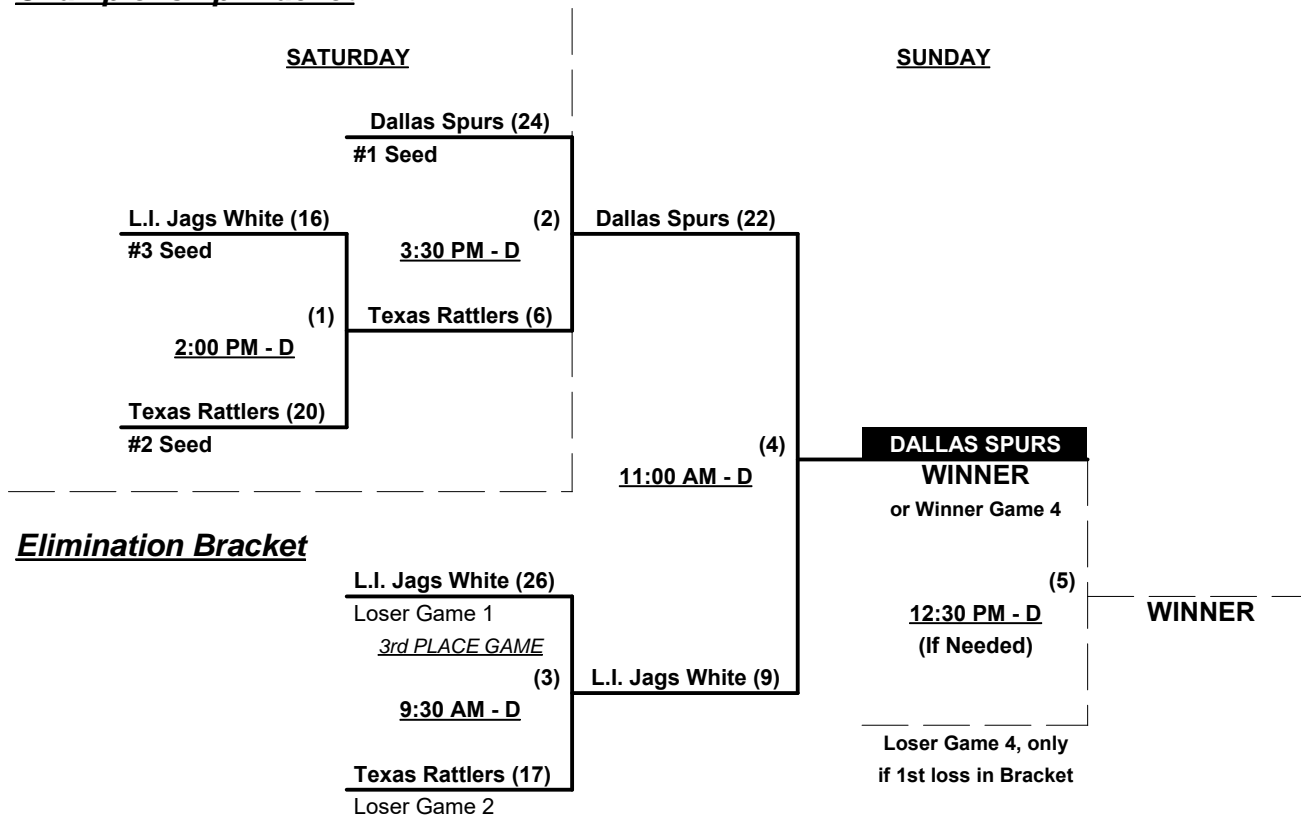 SATURDAY
SUNDAY
Dallas Spurs (24)
#1 Seed
L.I. Jags White (16)
(2)
Dallas Spurs (22)
#3 Seed
3:30 PM - D
(1)
Texas Rattlers (6)
2:00 PM - D
Texas Rattlers (20)
#2 Seed
(4)
DALLAS SPURS
11:00 AM - D
WINNER
or Winner Game 4
Elimination Bracket
L.I. Jags White (26)
(5)
Loser Game 1
12:30 PM - D
WINNER
3rd PLACE GAME
(If Needed)
(3)
L.I. Jags White (9)
9:30 AM - D
Loser Game 4, only
Texas Rattlers (17)
if 1st loss in Bracket
Loser Game 2